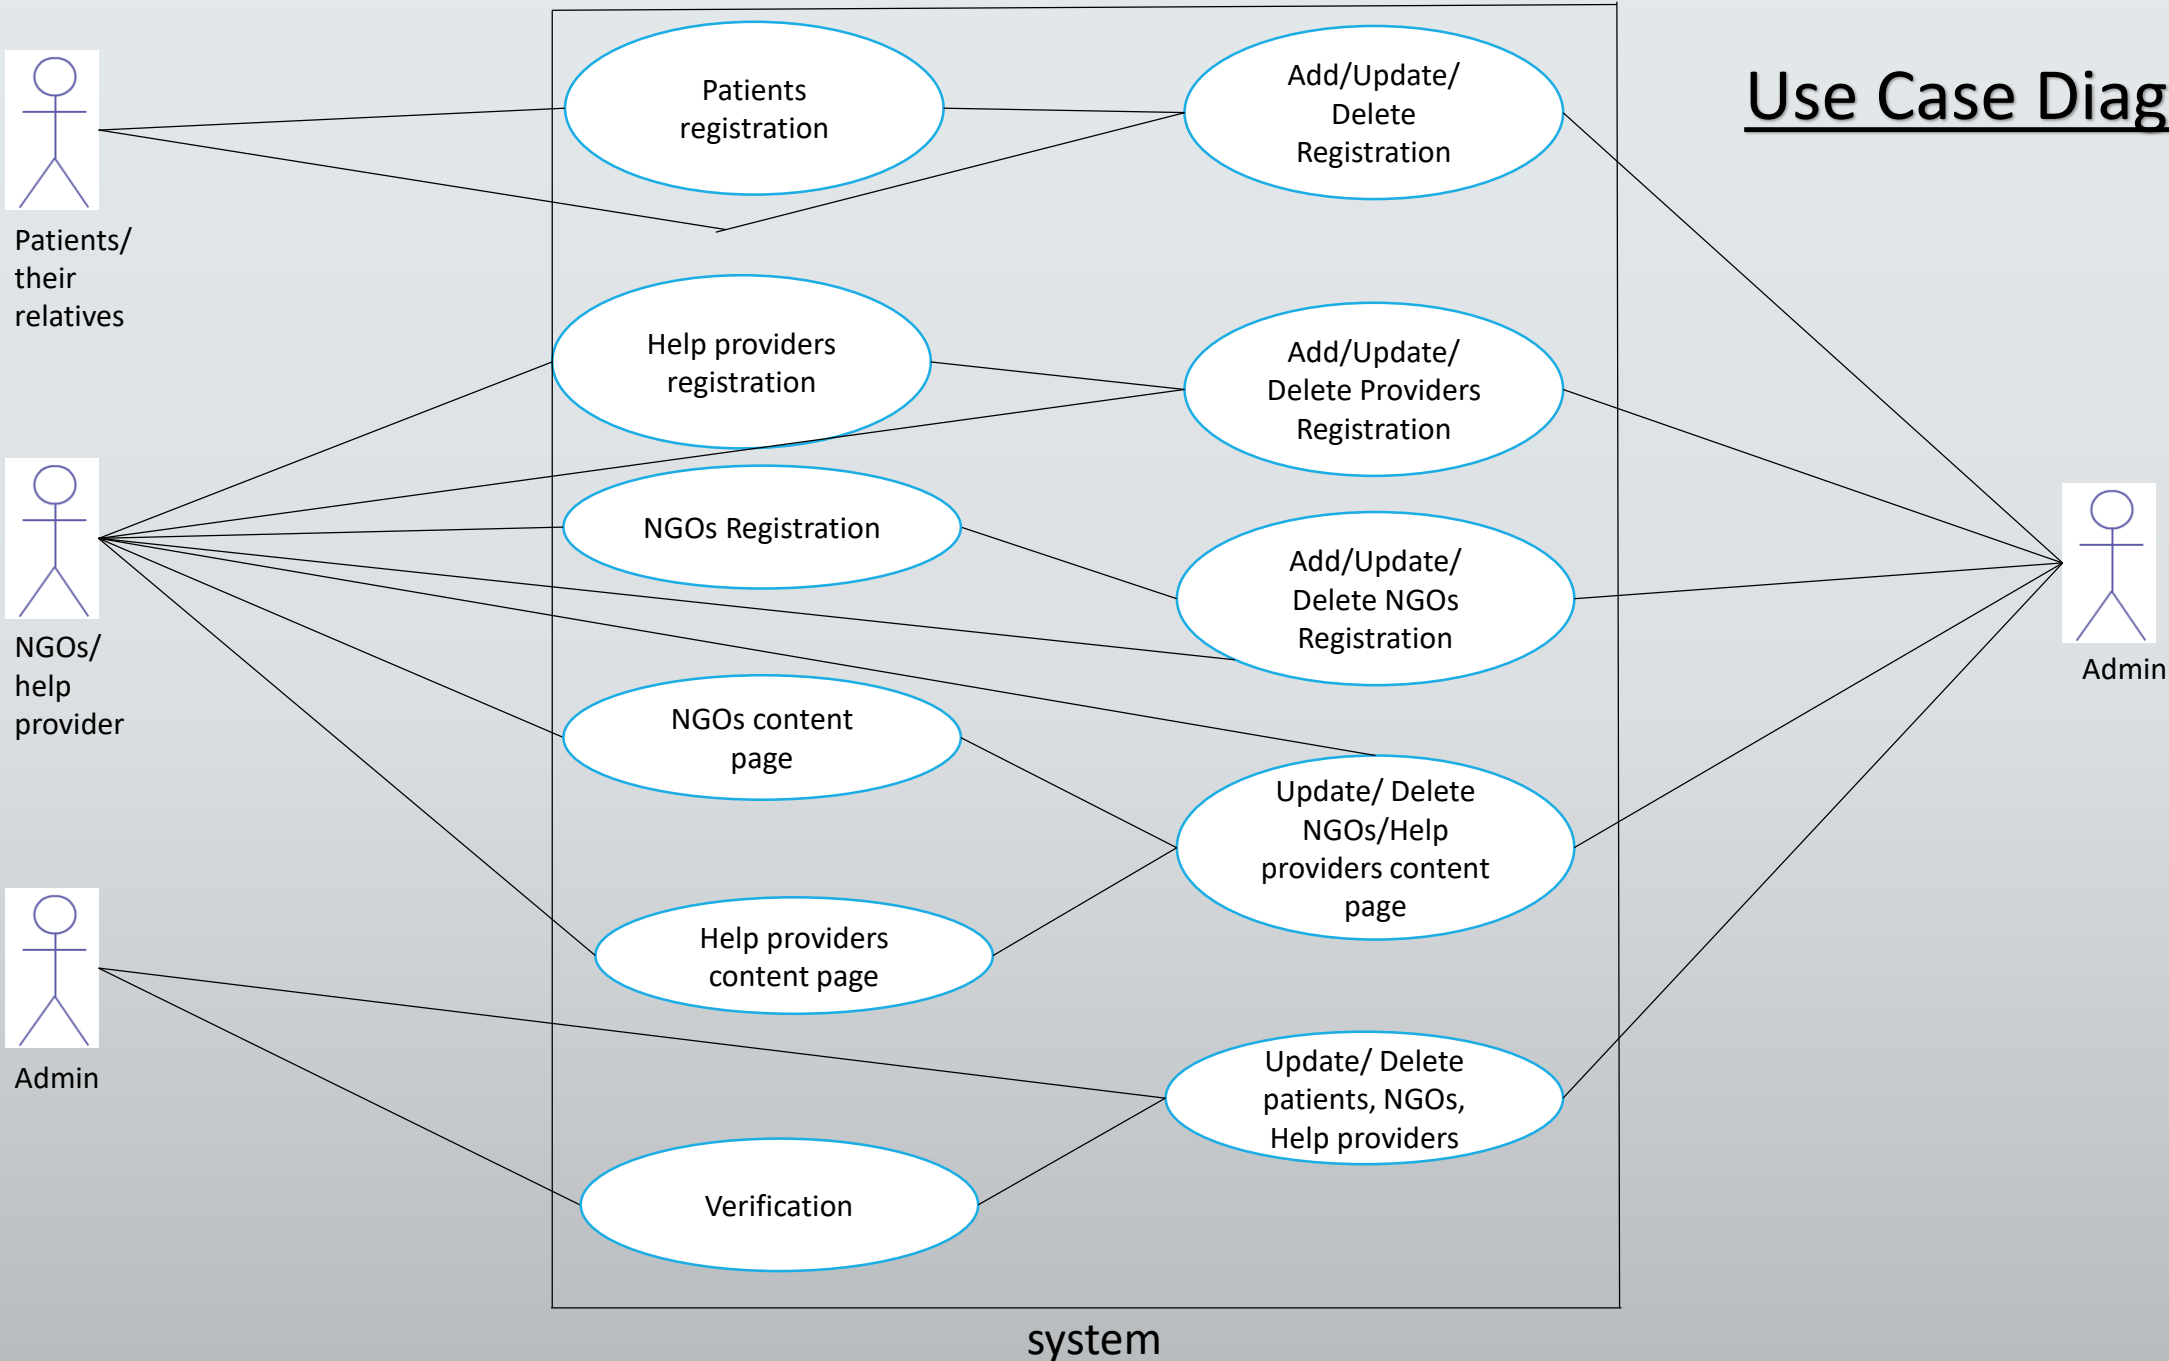 Use Case Diag
Patients
registration
Add/Update/
Delete
Registration
Patients/
their
relatives
Help providers
registration
Add/Update/
Delete Providers
Registration
NGOs Registration
Add/Update/
Delete NGOs
Registration
NGOs/
help
provider
Admin
NGOs content
page
Update/ Delete
NGOs/Help
providers content
page
Help providers
content page
Admin
Update/ Delete
patients, NGOs,
Help providers
Verification
system